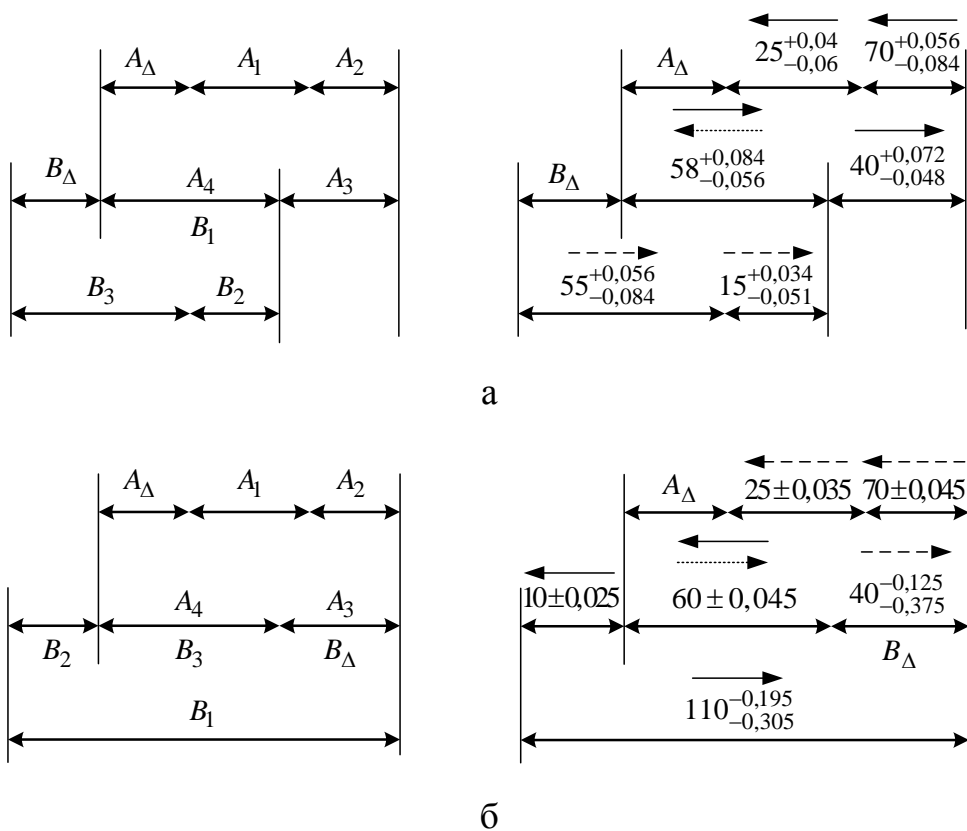 A_Δ A_1 A_2
B_Δ A_4 A_3
B_1
B_3 B_2
25^{+0,04}_{−0,06} 70^{+0,056}_{−0,084}
A_Δ
B_Δ 58^{+0,084}_{−0,056} 40^{+0,072}_{−0,048}
55^{+0,056}_{−0,084} 15^{+0,034}_{−0,051}
а
A_Δ A_1 A_2
A_4 A_3
B_2 B_3 B_Δ
B_1
A_Δ 25±0,035 70±0,045
10±0,025 60±0,045 40^{−0,125}_{−0,375}
B_Δ
110^{−0,195}_{−0,305}
б